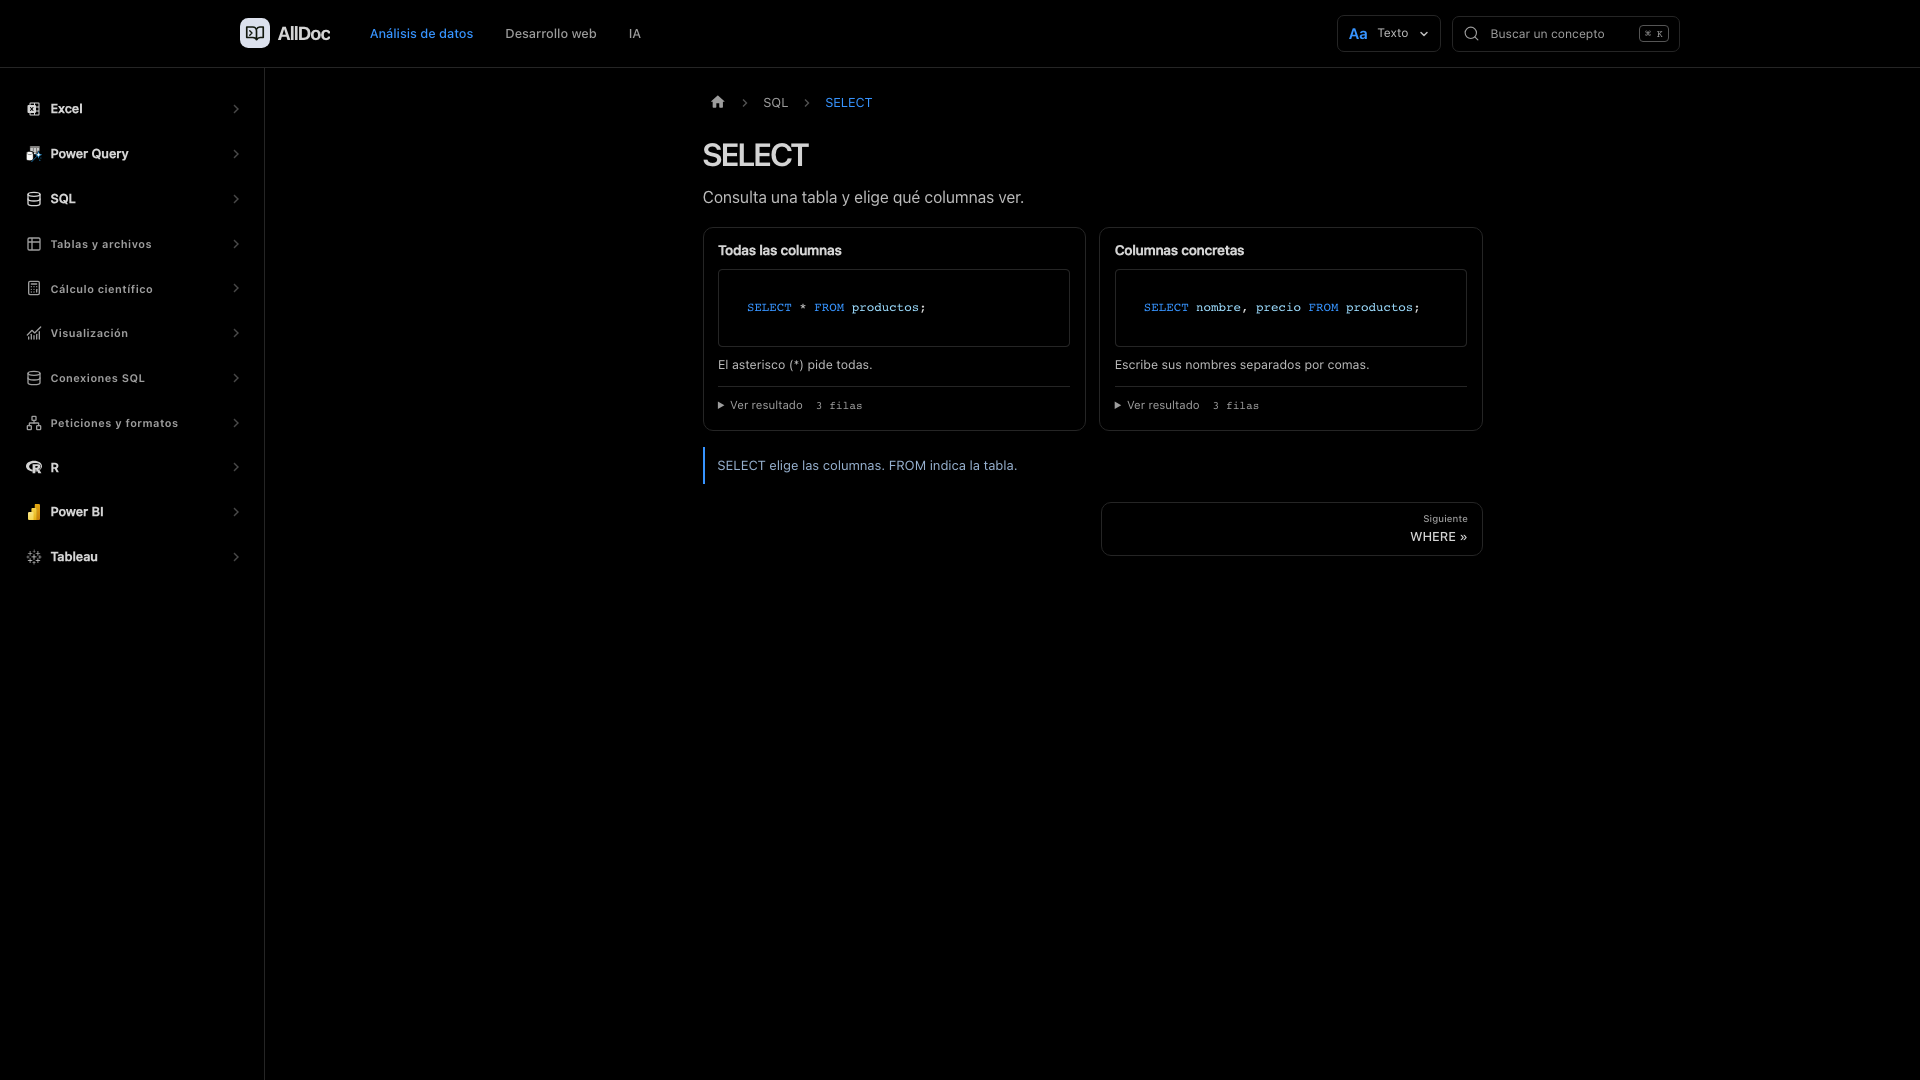 AllDoc
Análisis de datos
Desarrollo web
IA
Aa Texto
Buscar un concepto
⌘ K
Excel
Power Query
SQL
Tablas y archivos
Cálculo científico
Visualización
Conexiones SQL
Peticiones y formatos
R
Power BI
Tableau
SQL
SELECT
SELECT
Consulta una tabla y elige qué columnas ver.
Todas las columnas
SELECT * FROM productos;
El asterisco (*) pide todas.
Ver resultado 3 filas
Columnas concretas
SELECT nombre, precio FROM productos;
Escribe sus nombres separados por comas.
Ver resultado 3 filas
SELECT elige las columnas. FROM indica la tabla.
Siguiente
WHERE »